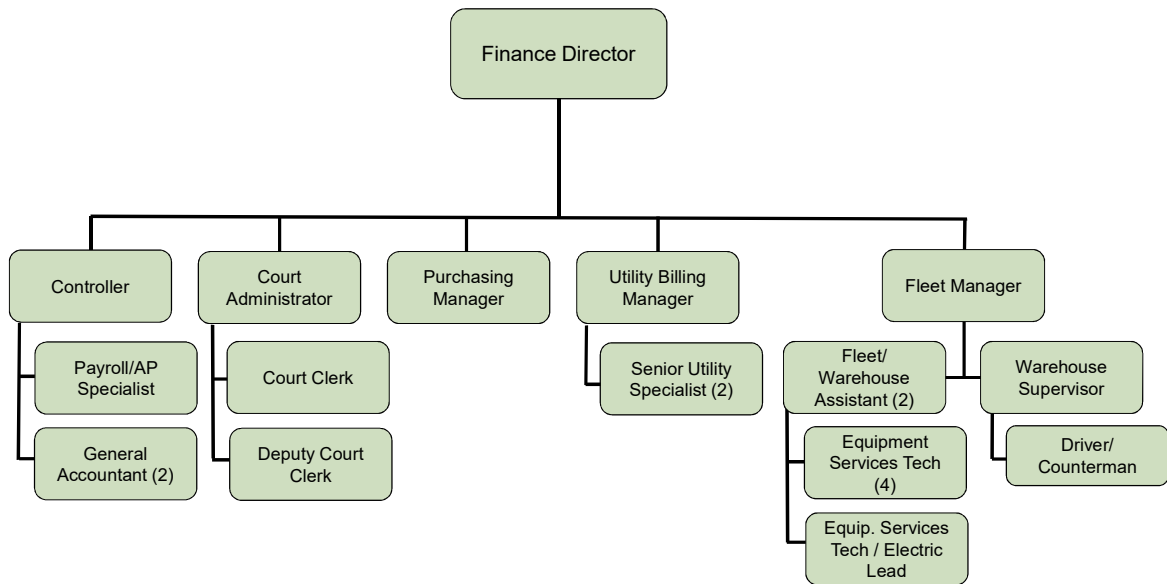 Finance Director
Controller
Court
Administrator
Purchasing
Manager
Utility Billing
Manager
Fleet Manager
Payroll/AP
Specialist
General
Accountant (2)
Court Clerk
Deputy Court
Clerk
Senior Utility
Specialist (2)
Fleet/
Warehouse
Assistant (2)
Equipment
Services Tech
(4)
Equip. Services
Tech / Electric
Lead
Warehouse
Supervisor
Driver/
Counterman